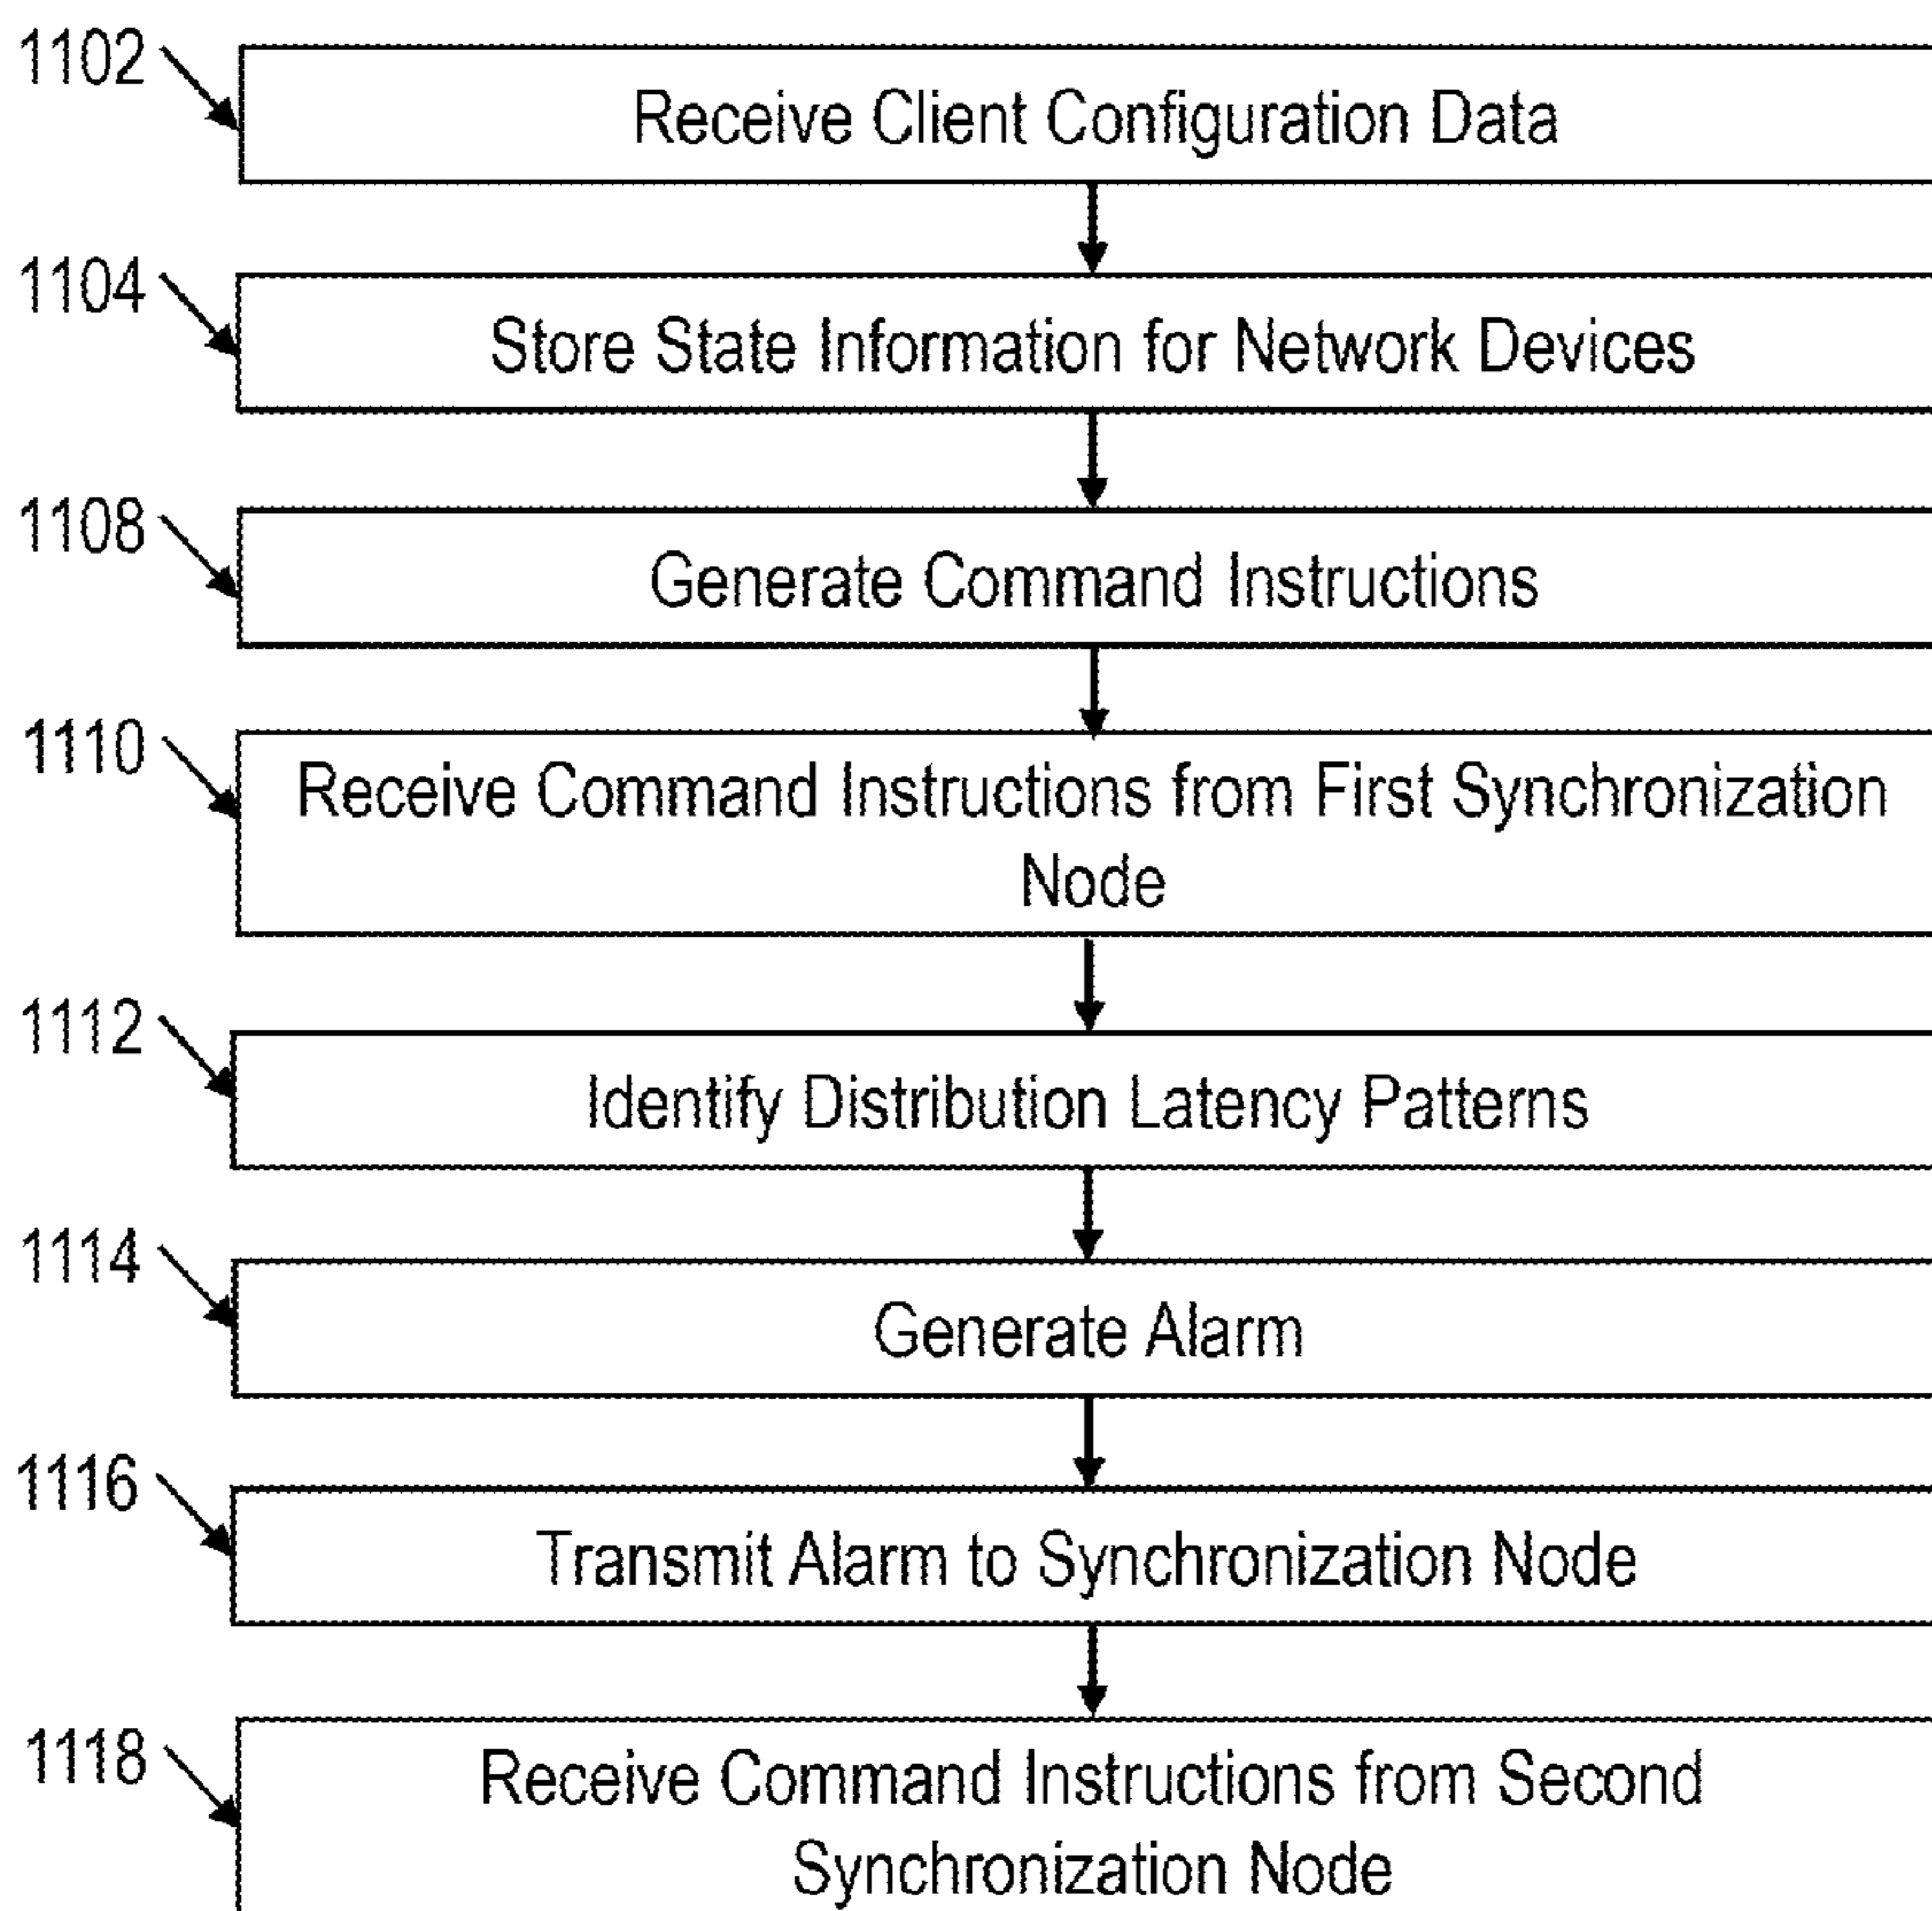 1102
Receive Client Configuration Data
1104
Store State Information for Network Devices
1108
Generate Command Instructions
1110
Receive Command Instructions from First Synchronization
Node
1112
Identify Distribution Latency Patterns
1114
Generate Alarm
1116
Transmit Alarm to Synchronization Node
1118
Receive Command Instructions from Second
Synchronization Node